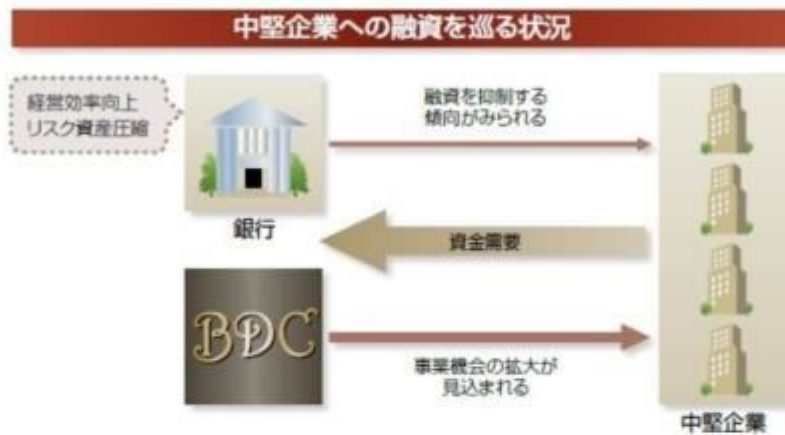 中堅企業への融資を巡る状況
経営効率向上
リスク資産圧縮
融資を抑制する
傾向がみられる
銀行
資金需要
BDC
事業機会の拡大が
見込まれる
中堅企業